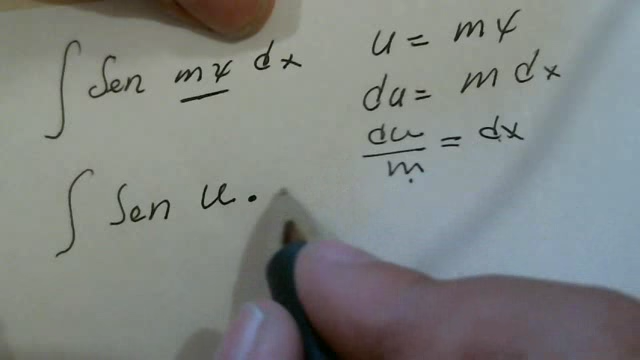 ∫ Sen mx dx
u = mx
du = m dx
du/m = dx
∫ Sen u .